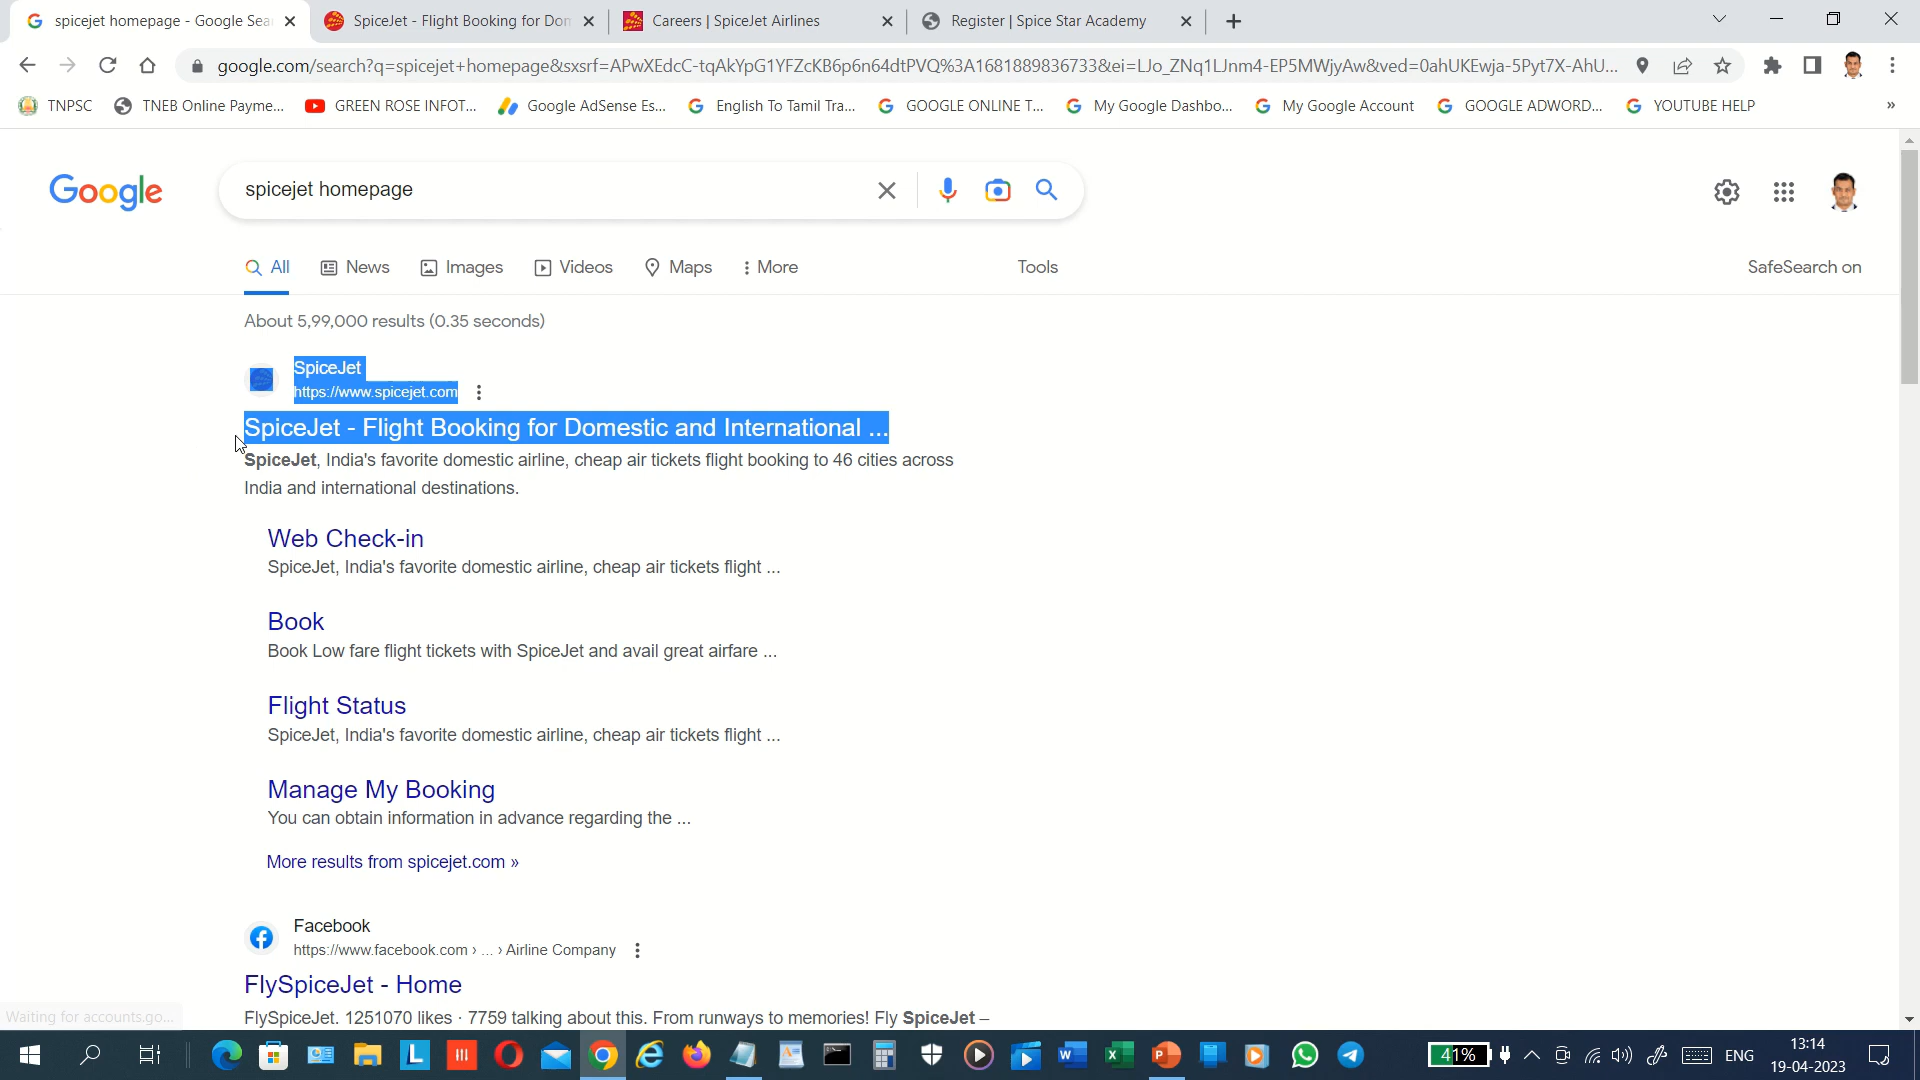 spicejet homepage - Google Sea
SpiceJet - Flight Booking for Don
Careers | SpiceJet Airlines
Register | Spice Star Academy
google.com/search?q=spicejet+homepage&sxsrf=APwXEdcC-tqAkYpG1YFZcKB6p6n64dtPVQ%3A1681889836733&ei=LJo_ZNq1LJnm4-EP5MWjyAw&ved=0ahUKEwja-5Pyt7X-AhU...
TNPSC
TNEB Online Payme...
GREEN ROSE INFOT...
Google AdSense Es...
English To Tamil Tra...
GOOGLE ONLINE T...
My Google Dashbo...
My Google Account
GOOGLE ADWORD...
YOUTUBE HELP
»
Google
spicejet homepage
All
News
Images
Videos
Maps
More
Tools
SafeSearch on
About 5,99,000 results (0.35 seconds)
SpiceJet
https://www.spicejet.com
SpiceJet - Flight Booking for Domestic and International ...
SpiceJet, India's favorite domestic airline, cheap air tickets flight booking to 46 cities across
India and international destinations.
Web Check-in
SpiceJet, India's favorite domestic airline, cheap air tickets flight ...
Book
Book Low fare flight tickets with SpiceJet and avail great airfare ...
Flight Status
SpiceJet, India's favorite domestic airline, cheap air tickets flight ...
Manage My Booking
You can obtain information in advance regarding the ...
More results from spicejet.com »
Facebook
https://www.facebook.com › ... › Airline Company
FlySpiceJet - Home
FlySpiceJet. 1251070 likes · 7759 talking about this. From runways to memories! Fly SpiceJet –
Waiting for accounts.go...
41%
ENG
13:14
19-04-2023